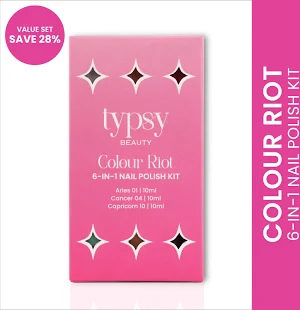 VALUE SET
SAVE 28%
typsy
BEAUTY
Colour Riot
6-IN-1 NAIL POLISH KIT
Aries 01 | 10ml
Cancer 04 | 10ml
Capricorn 10 | 10ml
COLOUR RIOT
6-IN-1 NAIL POLISH KIT